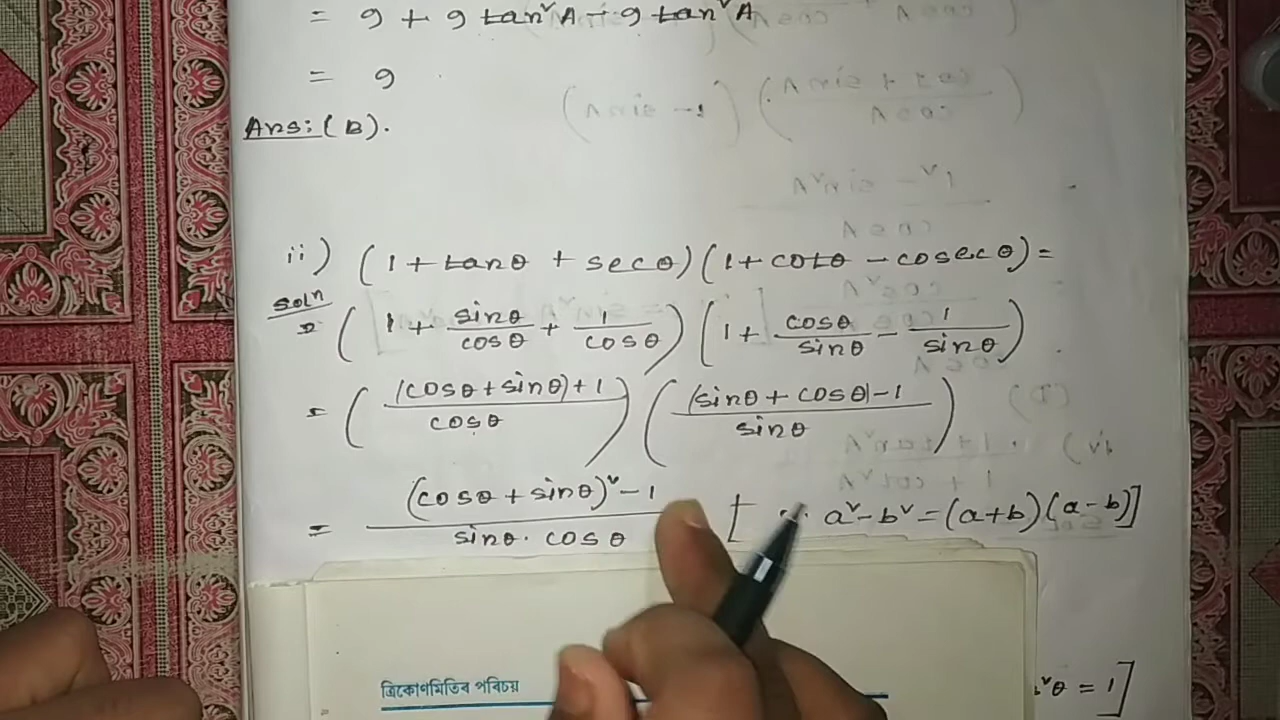 = 9 + 9 tan²A - 9 tan²A
= 9
Ans: (B).
ii) (1 + tanθ + secθ)(1 + cotθ - cosecθ) =
Solⁿ
= (1 + sinθ/cosθ + 1/cosθ)(1 + cosθ/sinθ - 1/sinθ)
= ((cosθ + sinθ) + 1 / cosθ)((sinθ + cosθ) - 1 / sinθ)
= (cosθ + sinθ)² - 1 / sinθ · cosθ [∵ a² - b² = (a+b)(a-b)]
ত্রিকোণমিতির পরিচয়
²θ = 1]